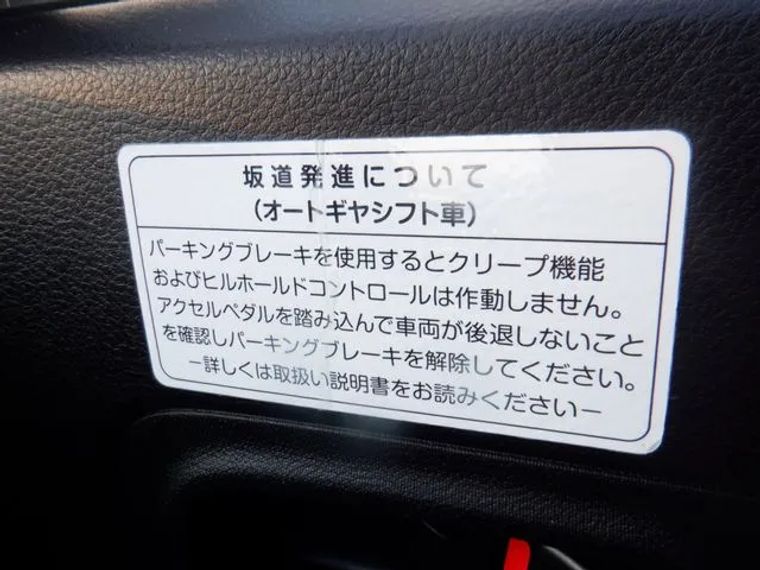 坂道発進について
(オートギヤシフト車)
パーキングブレーキを使用するとクリープ機能
およびヒルホールドコントロールは作動しません。
アクセルペダルを踏み込んで車両が後退しないこと
を確認しパーキングブレーキを解除してください。
ー詳しくは取扱い説明書をお読みくださいー